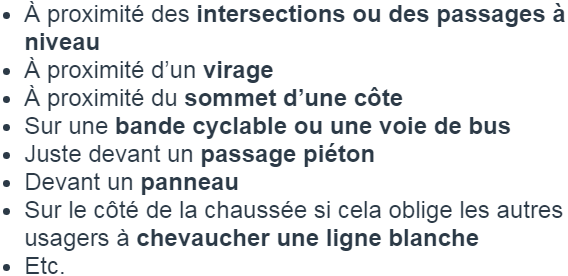 • À proximité des intersections ou des passages à
niveau
• À proximité d’un virage
• À proximité du sommet d’une côte
• Sur une bande cyclable ou une voie de bus
• Juste devant un passage piéton
• Devant un panneau
• Sur le côté de la chaussée si cela oblige les autres
usagers à chevaucher une ligne blanche
• Etc.